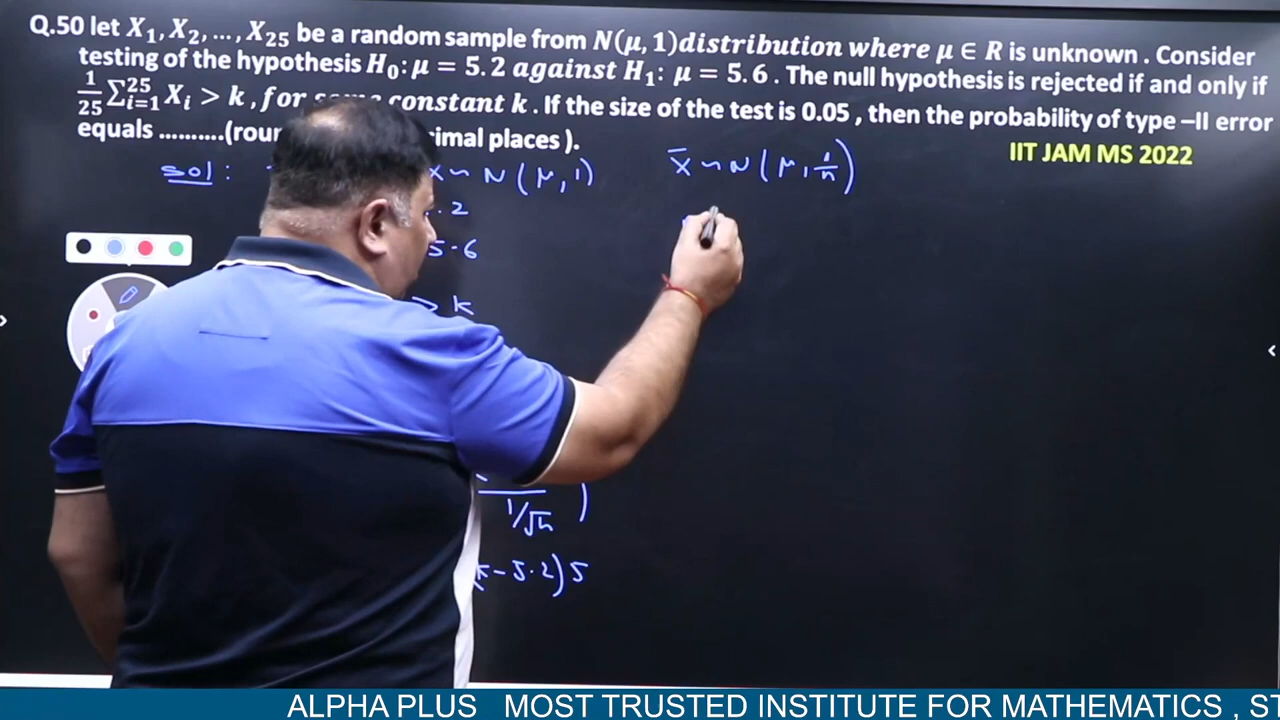 Q.50 let X₁, X₂, ..., X₂₅ be a random sample from N(μ, 1)distribution where μ ∈ R is unknown . Consider
testing of the hypothesis H₀: μ = 5.2 against H₁: μ = 5.6 . The null hypothesis is rejected if and only if
1/25 Σᵢ₌₁²⁵ Xᵢ > k , for constant k . If the size of the test is 0.05 , then the probability of type –II error
equals ...........( places ).
IIT JAM MS 2022
sol : X ~ N(μ, 1) X̄ ~ N(μ, 1/n)
.2
5.6
> k
1/√n )
- 5.2) 5
ALPHA PLUS MOST TRUSTED INSTITUTE FOR MATHEMATICS , ST